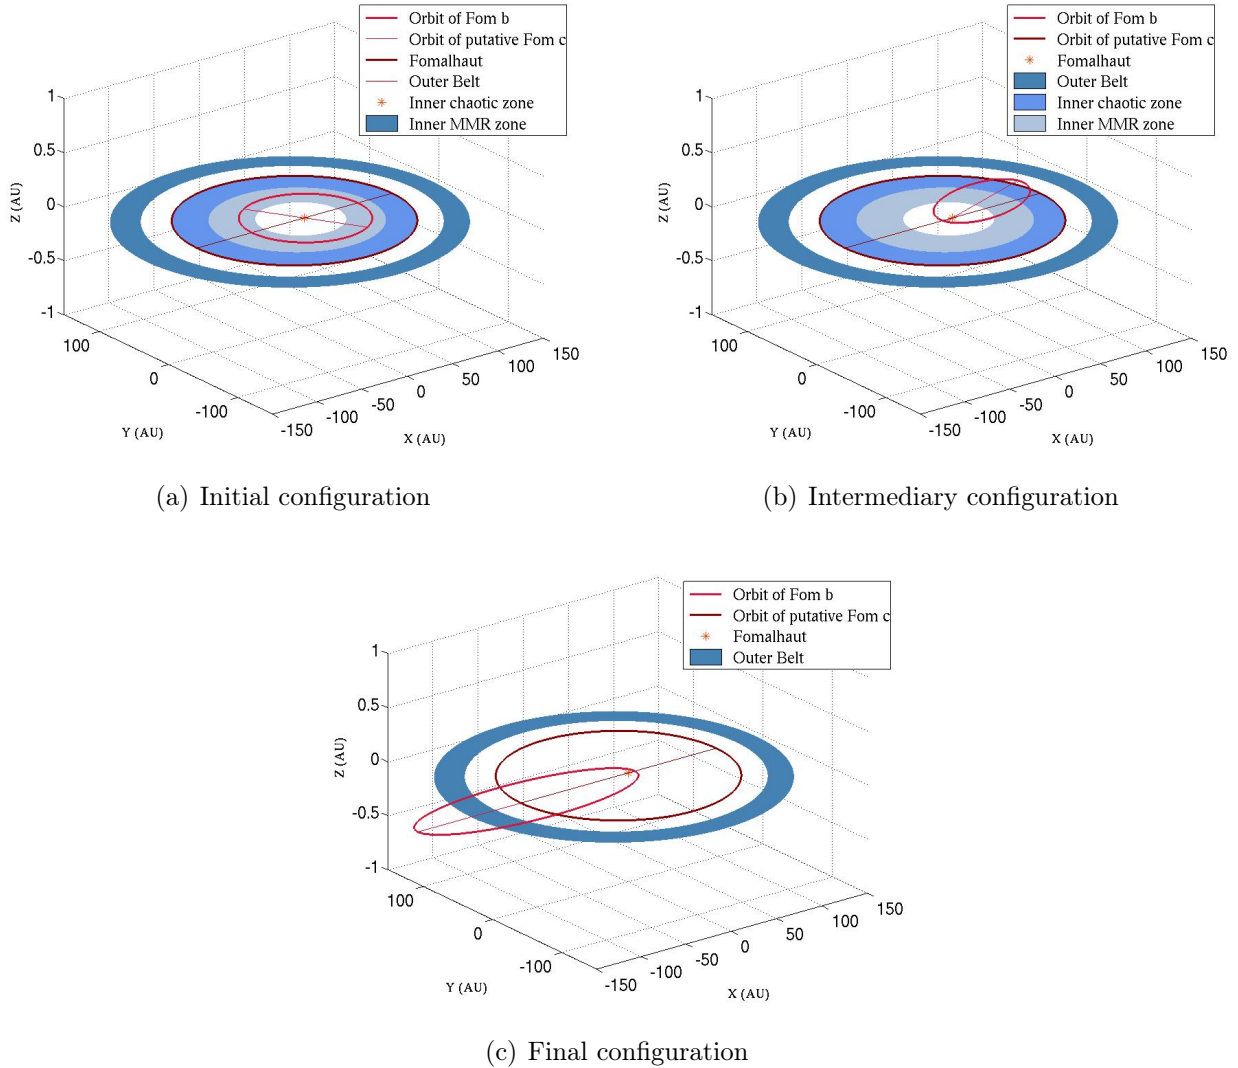 Orbit of Fom b
Orbit of putative Fom c
Fomalhaut
Outer Belt
Inner chaotic zone
Inner MMR zone
1
0.5
0
-0.5
-1
Z (AU)
100
0
-100
Y (AU)
-150
-100
-50
0
50
100
150
X (AU)
(a) Initial configuration
Orbit of Fom b
Orbit of putative Fom c
Fomalhaut
Outer Belt
Inner chaotic zone
Inner MMR zone
1
0.5
0
-0.5
-1
Z (AU)
100
0
-100
Y (AU)
-150
-100
-50
0
50
100
150
X (AU)
(b) Intermediary configuration
Orbit of Fom b
Orbit of putative Fom c
Fomalhaut
Outer Belt
1
0.5
0
-0.5
-1
Z (AU)
100
0
-100
Y (AU)
-150
-100
-50
0
50
100
150
X (AU)
(c) Final configuration